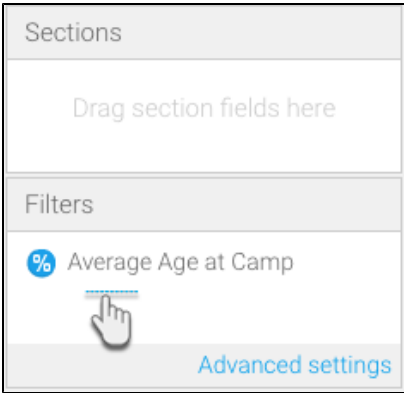 Sections
Drag section fields here
Filters
% Average Age at Camp
Advanced settings